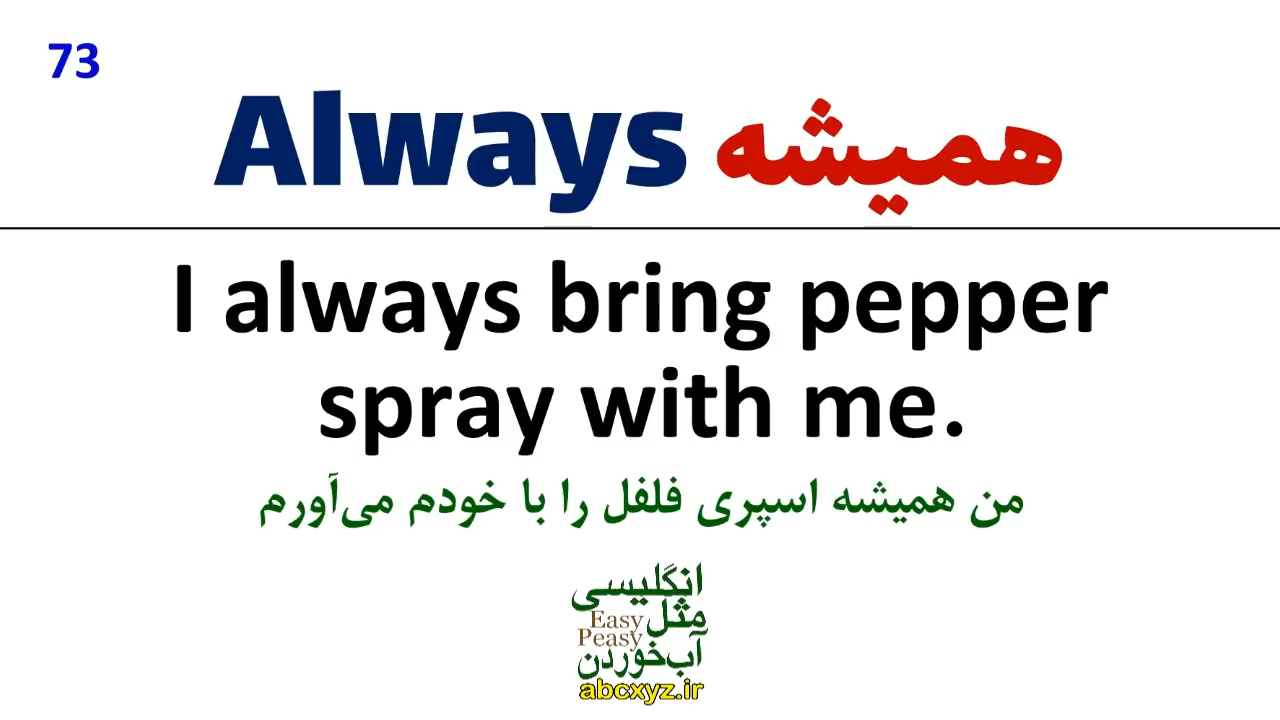 73
Always همیشه
I always bring pepper
spray with me.
من همیشه اسپری فلفل را با خودم می‌آورم
انگلیسی
مثل
Easy
Peasy
آب‌خوردن
abcxyz.ir